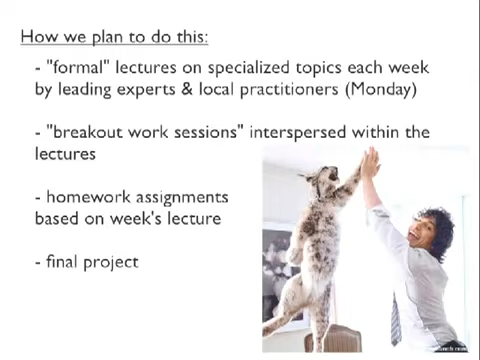 How we plan to do this:
- "formal" lectures on specialized topics each week
by leading experts & local practitioners (Monday)
- "breakout work sessions" interspersed within the
lectures
- homework assignments
based on week's lecture
- final project